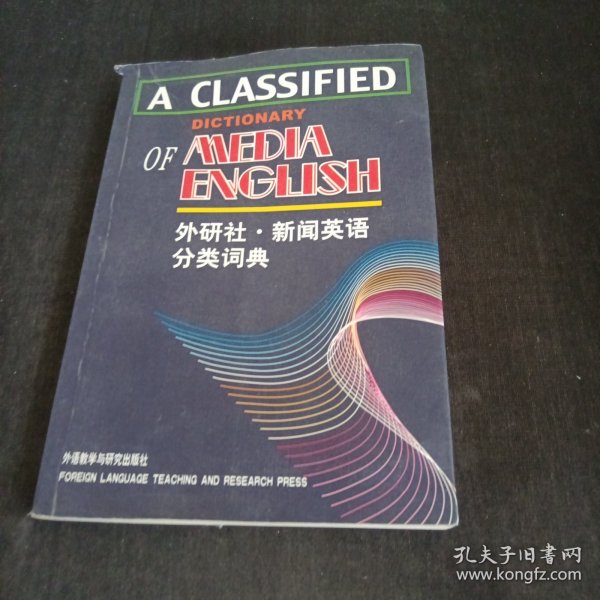 A CLASSIFIED
DICTIONARY
OF MEDIA
ENGLISH
外研社·新闻英语
分类词典
外语教学与研究出版社
FOREIGN LANGUAGE TEACHING AND RESEARCH PRESS
孔夫子旧书网
www.kongfz.com